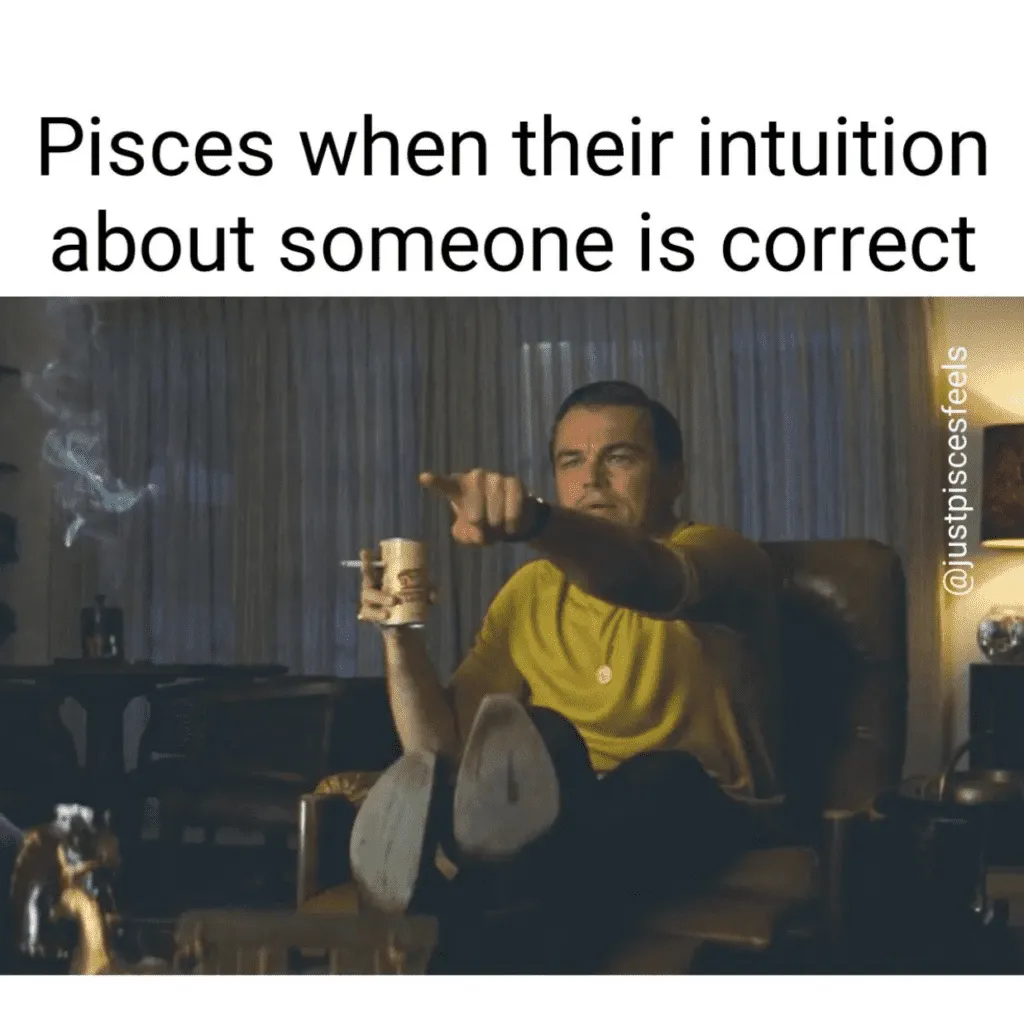 Pisces when their intuition
about someone is correct
@justpiscesfeels